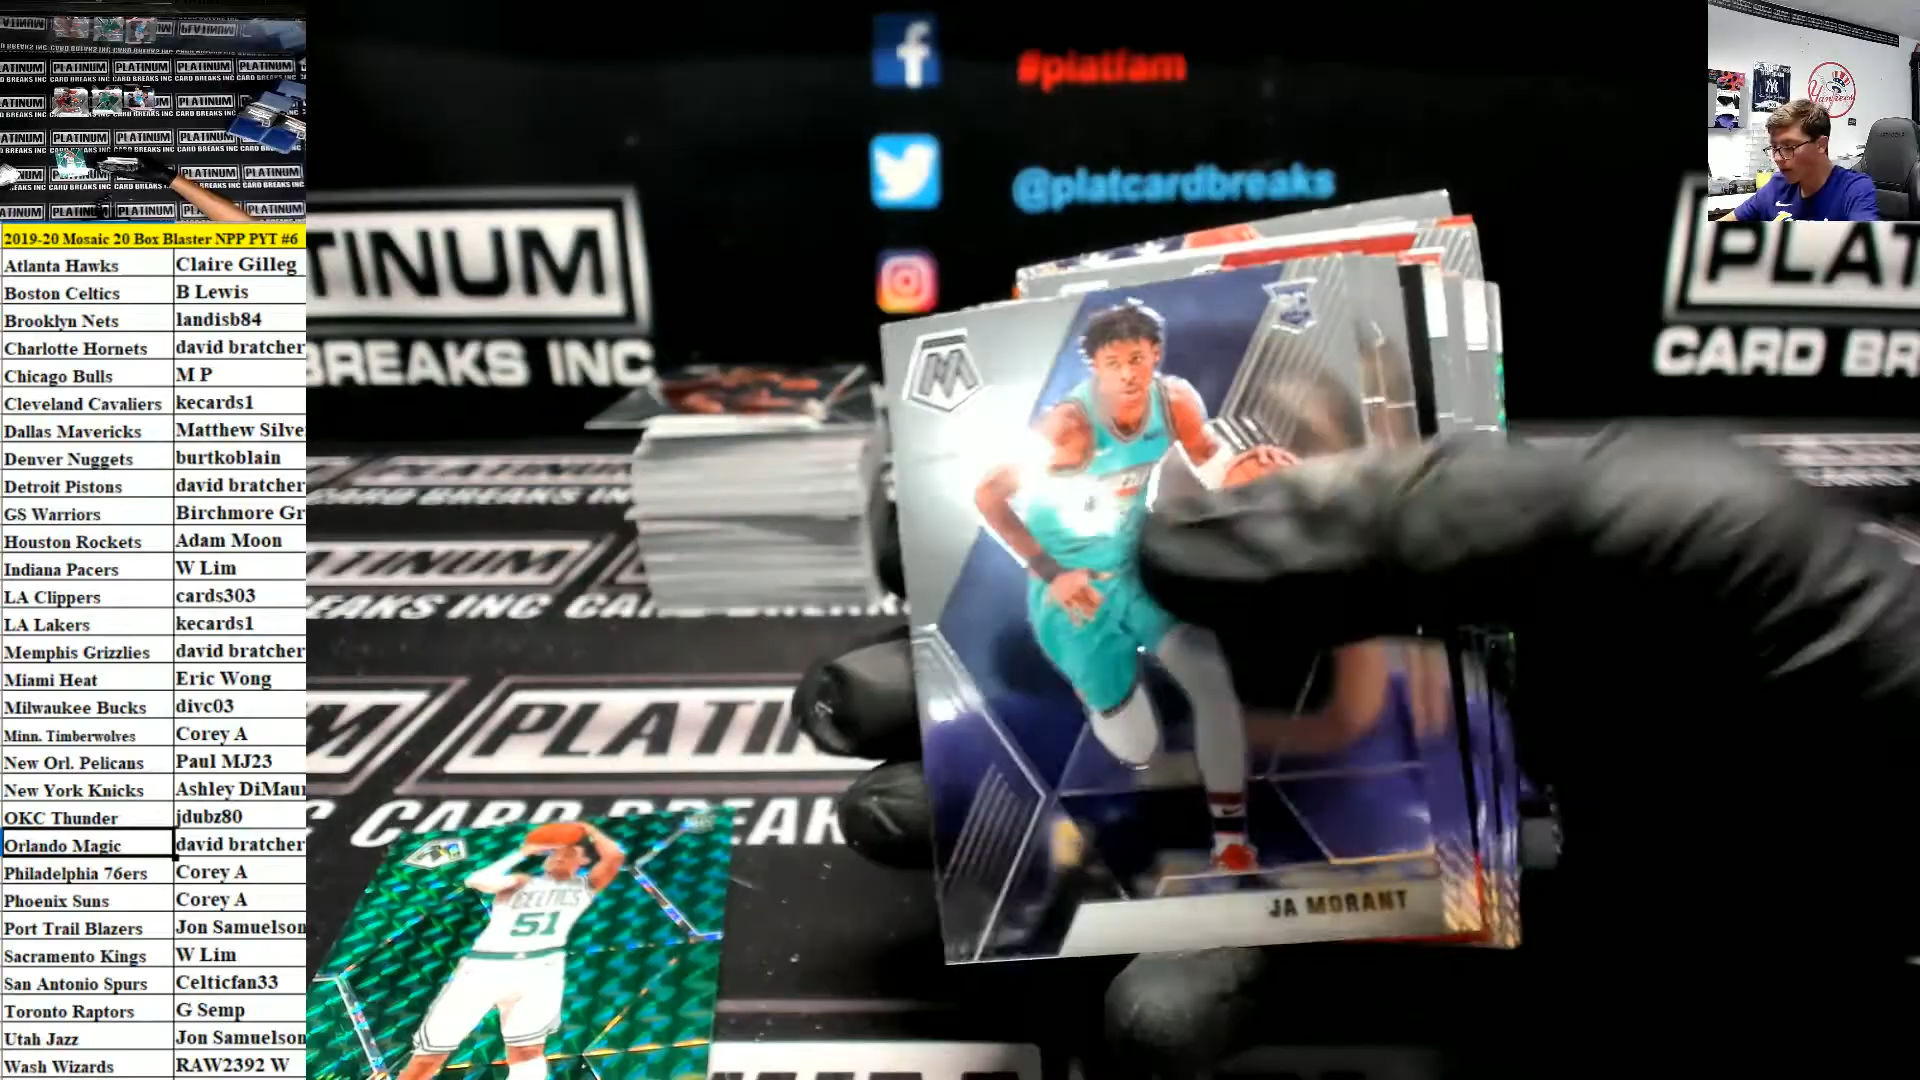 #platfam
@platcardbreaks
2019-20 Mosaic 20 Box Blaster NPP PYT #6
Atlanta Hawks Claire Gilleg
Boston Celtics B Lewis
Brooklyn Nets landisb84
Charlotte Hornets david bratcher
Chicago Bulls M P
Cleveland Cavaliers kecards1
Dallas Mavericks Matthew Silve
Denver Nuggets burtkoblain
Detroit Pistons david bratcher
GS Warriors Birchmore Gr
Houston Rockets Adam Moon
Indiana Pacers W Lim
LA Clippers cards303
LA Lakers kecards1
Memphis Grizzlies david bratcher
Miami Heat Eric Wong
Milwaukee Bucks divc03
Minn. Timberwolves Corey A
New Orl. Pelicans Paul MJ23
New York Knicks Ashley DiMau
OKC Thunder jdubz80
Orlando Magic david bratcher
Philadelphia 76ers Corey A
Phoenix Suns Corey A
Port Trail Blazers Jon Samuelson
Sacramento Kings W Lim
San Antonio Spurs Celticfan33
Toronto Raptors G Semp
Utah Jazz Jon Samuelson
Wash Wizards RAW2392 W
TINUM
BREAKS INC
PLAT
CARD BR
PLATI
C CARD BREAK
JA MORANT
CELTICS
51
Yankees
PLATINUM
CARD BREAKS INC